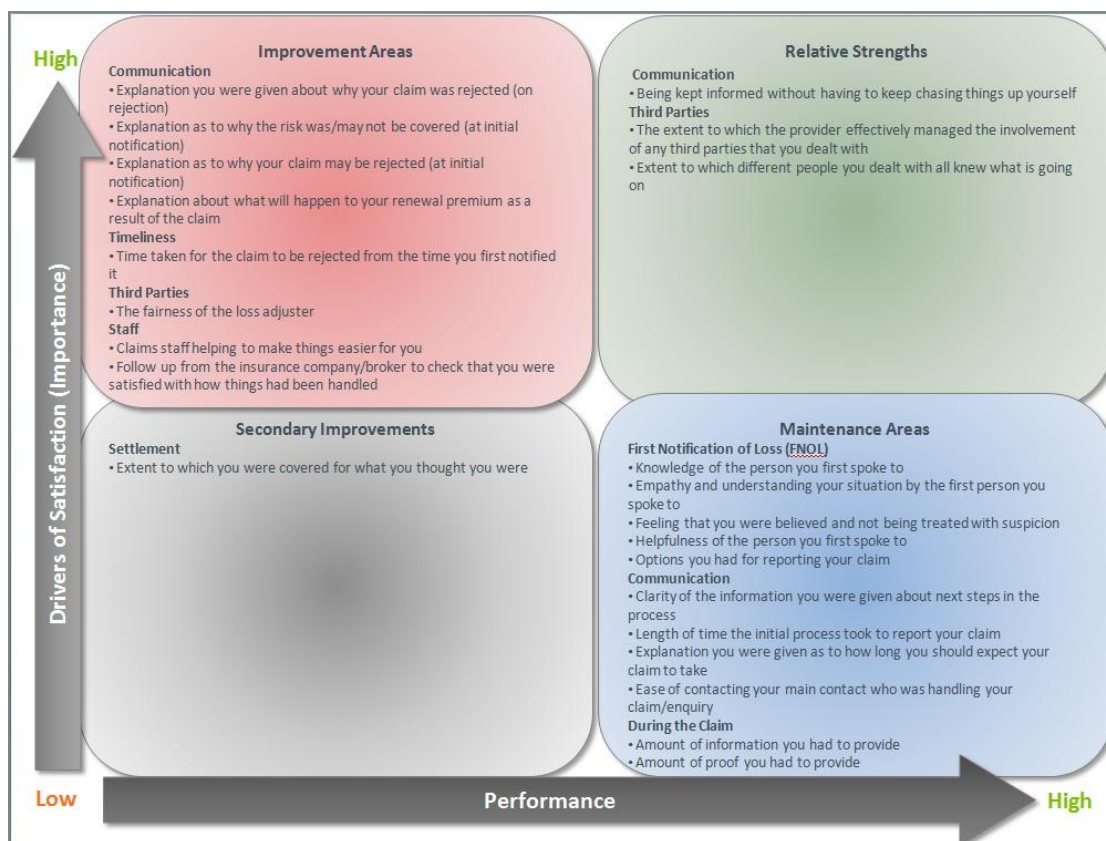 High
Drivers of Satisfaction (Importance)
Improvement Areas
Communication
• Explanation you were given about why your claim was rejected (on
rejection)
• Explanation as to why the risk was/may not be covered (at initial
notification)
• Explanation as to why your claim may be rejected (at initial
notification)
• Explanation about what will happen to your renewal premium as a
result of the claim
Timeliness
• Time taken for the claim to be rejected from the time you first notified
it
Third Parties
• The fairness of the loss adjuster
Staff
• Claims staff helping to make things easier for you
• Follow up from the insurance company/broker to check that you were
satisfied with how things had been handled
Relative Strengths
Communication
• Being kept informed without having to keep chasing things up yourself
Third Parties
• The extent to which the provider effectively managed the involvement
of any third parties that you dealt with
• Extent to which different people you dealt with all knew what is going
on
Secondary Improvements
Settlement
• Extent to which you were covered for what you thought you were
Maintenance Areas
First Notification of Loss (FNOL)
• Knowledge of the person you first spoke to
• Empathy and understanding your situation by the first person you
spoke to
• Feeling that you were believed and not being treated with suspicion
• Helpfulness of the person you first spoke to
• Options you had for reporting your claim
Communication
• Clarity of the information you were given about next steps in the
process
• Length of time the initial process took to report your claim
• Explanation you were given as to how long you should expect your
claim to take
• Ease of contacting your main contact who was handling your
claim/enquiry
During the Claim
• Amount of information you had to provide
• Amount of proof you had to provide
Low
Performance
High